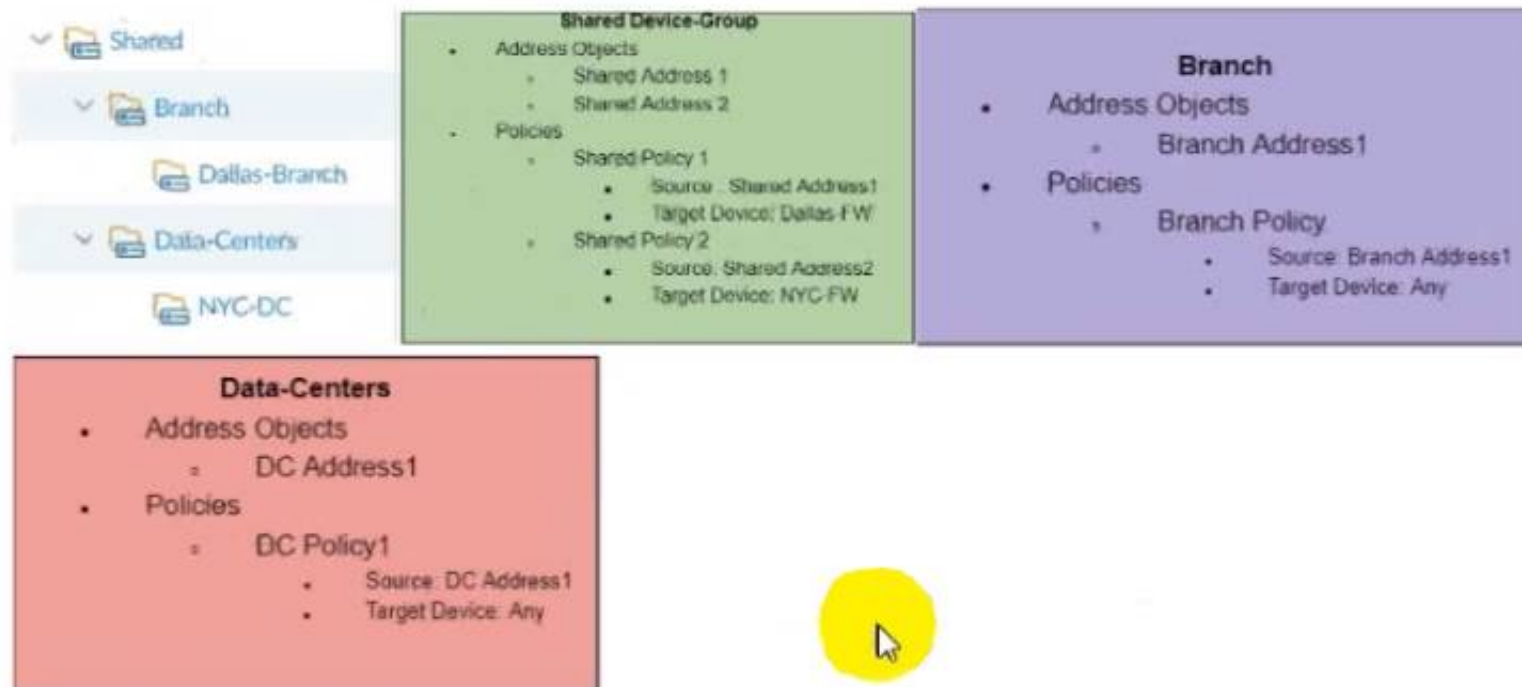 Shared
Branch
Dallas-Branch
Data-Centers
NYC-DC
Shared Device-Group
Address Objects
Shared Address 1
Shared Address 2
Policies
Shared Policy 1
Source: Shared Address1
Target Device: Dallas-FW
Shared Policy 2
Source: Shared Address2
Target Device: NYC-FW
Branch
Address Objects
Branch Address1
Policies
Branch Policy
Source: Branch Address1
Target Device: Any
Data-Centers
Address Objects
DC Address1
Policies
DC Policy1
Source: DC Address1
Target Device: Any